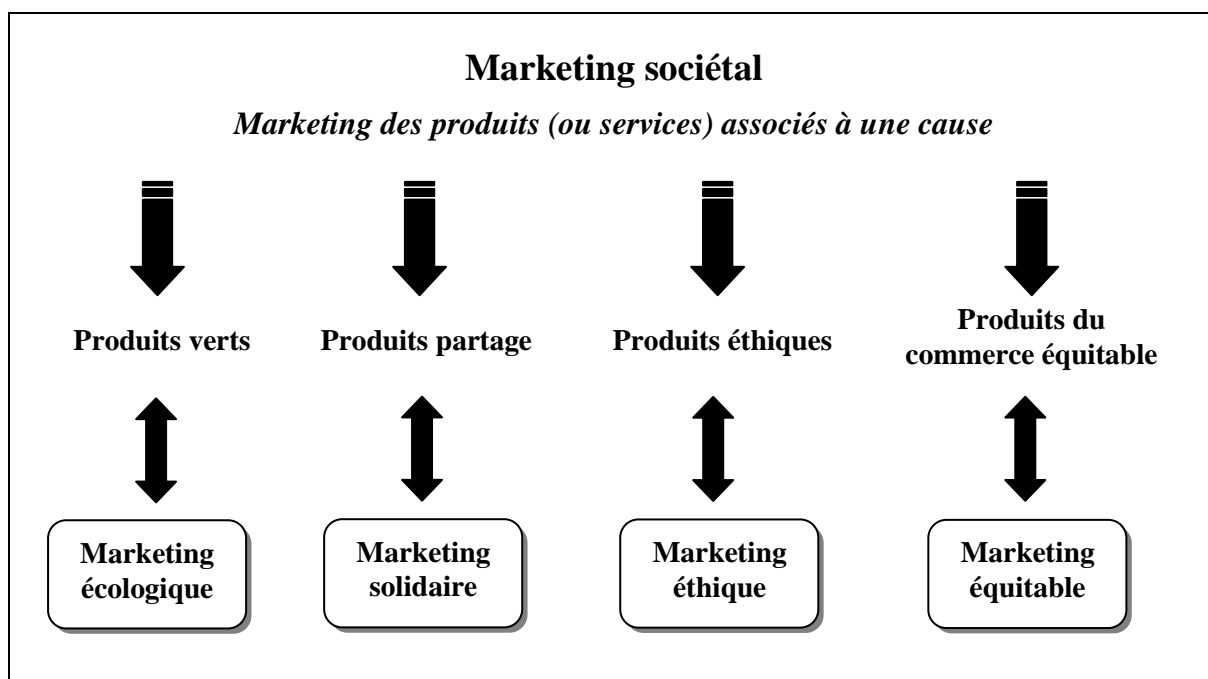 Marketing sociétal
Marketing des produits (ou services) associés à une cause
Produits verts
Produits partage
Produits éthiques
Produits du
commerce équitable
Marketing
écologique
Marketing
solidaire
Marketing
éthique
Marketing
équitable